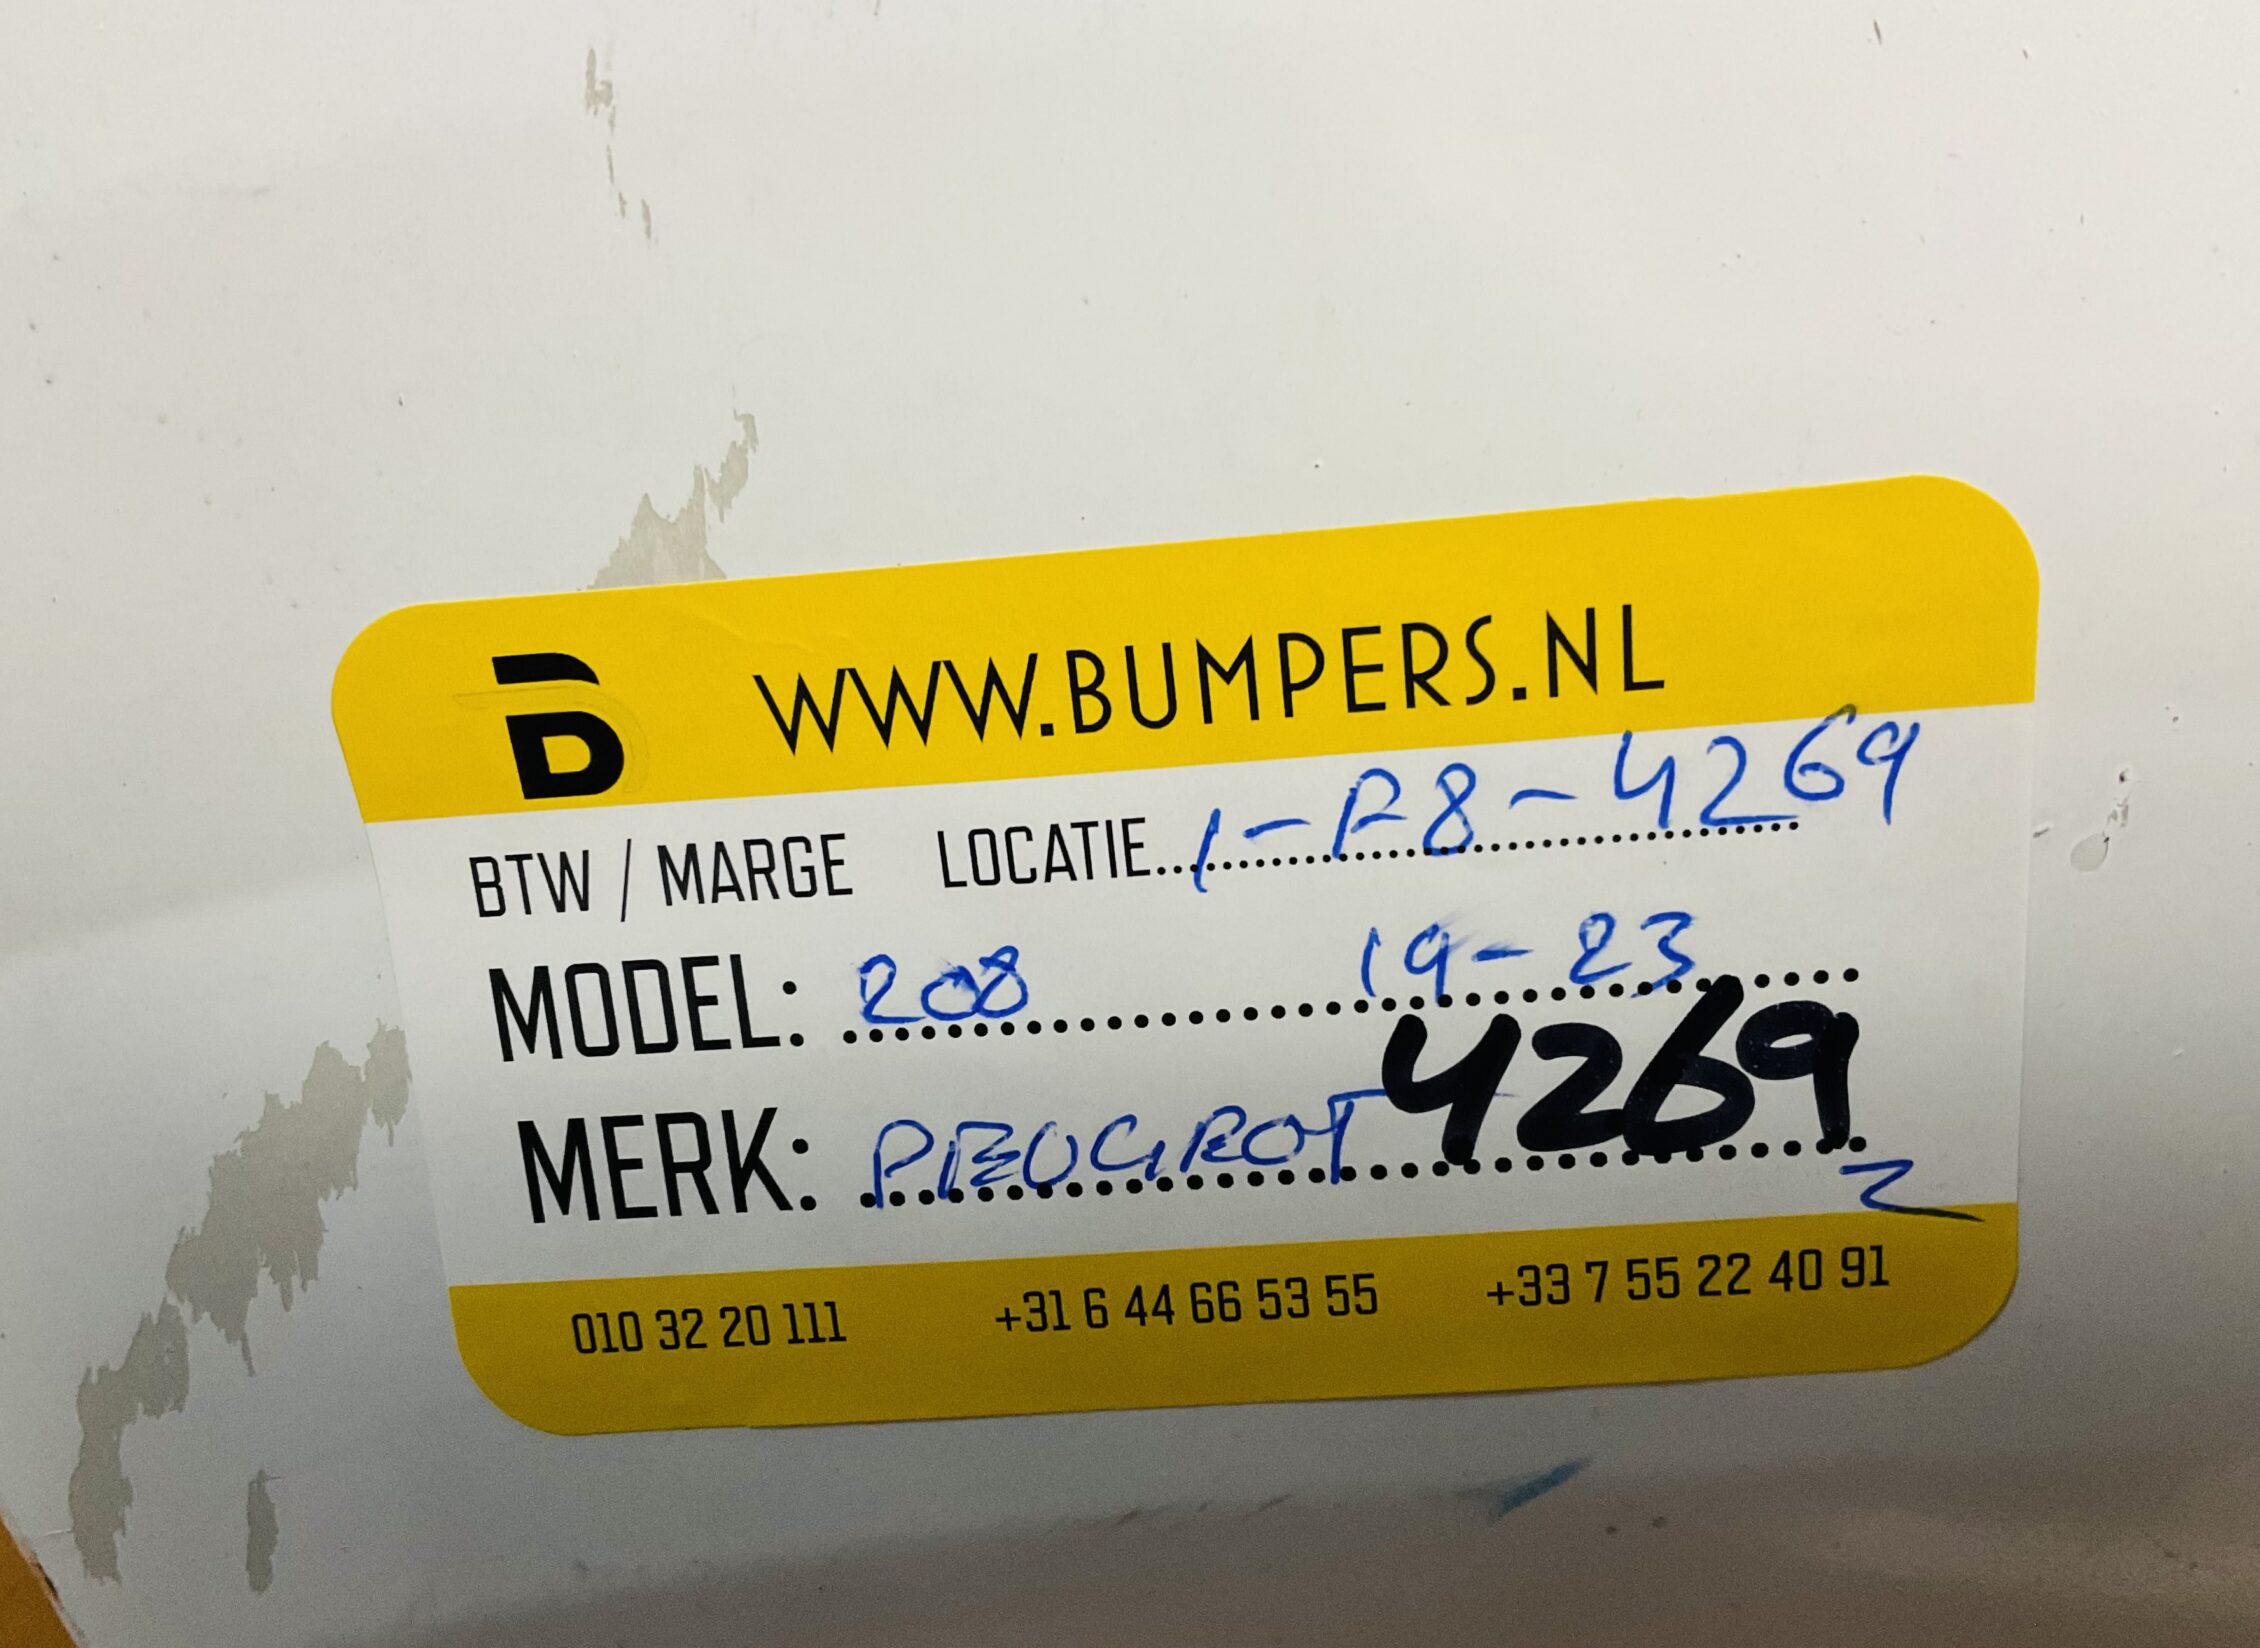 B WWW.BUMPERS.NL
BTW / MARGE LOCATIE 1-F8-4269
MODEL: 208 19-23
4269
MERK: PEUGEOT
010 32 20 111 +31 6 44 66 53 55 +33 7 55 22 40 91